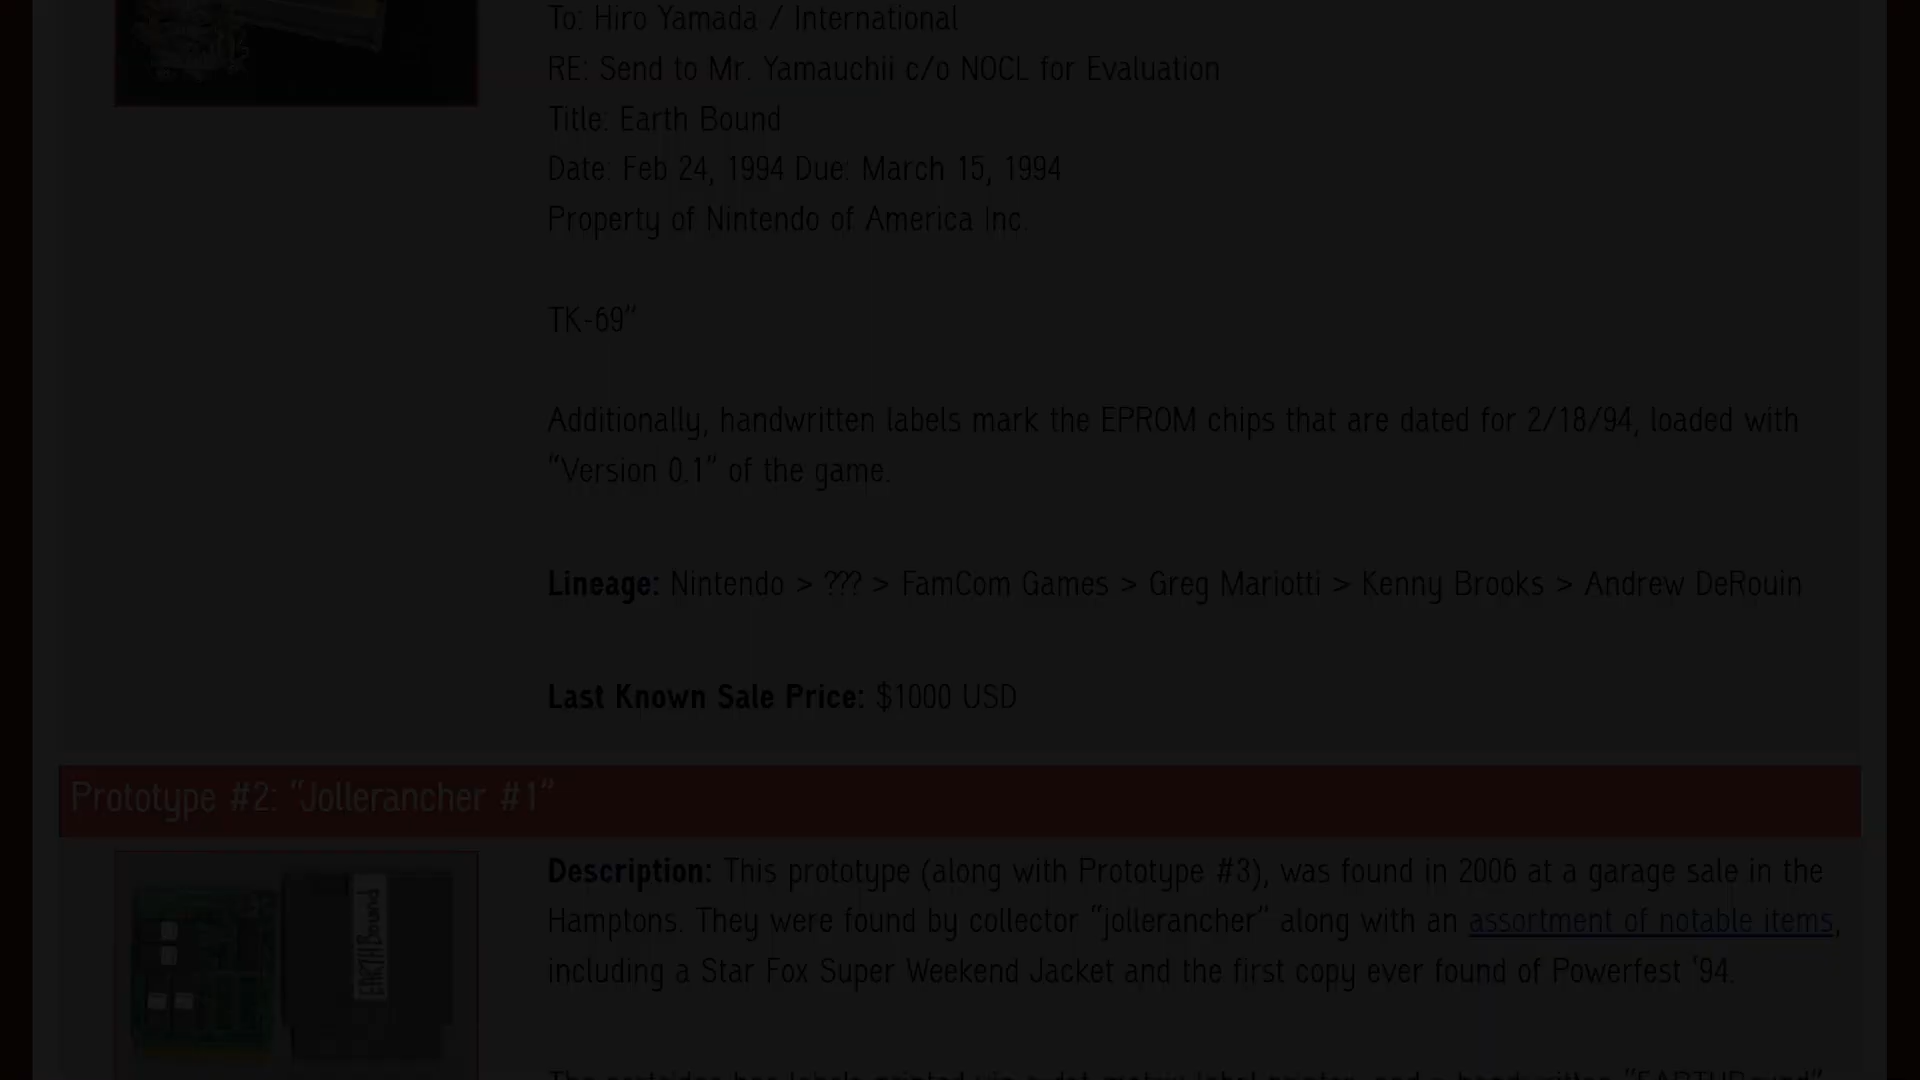 To: Hiro Yamada / International
RE: Send to Mr. Yamauchii c/o NOCL for Evaluation
Title: Earth Bound
Date: Feb 24, 1994 Due: March 15, 1994
Property of Nintendo of America Inc.
TK-69”
Additionally, handwritten labels mark the EPROM chips that are dated for 2/18/94, loaded with
“Version 0.1” of the game.
Lineage: Nintendo > ??? > FamCom Games > Greg Mariotti > Kenny Brooks > Andrew DeRouin
Last Known Sale Price: $1000 USD
Prototype #2: “Jollerancher #1”
Description: This prototype (along with Prototype #3), was found in 2006 at a garage sale in the
Hamptons. They were found by collector “jollerancher” along with an assortment of notable items,
including a Star Fox Super Weekend Jacket and the first copy ever found of Powerfest ‘94.
EARTHBound